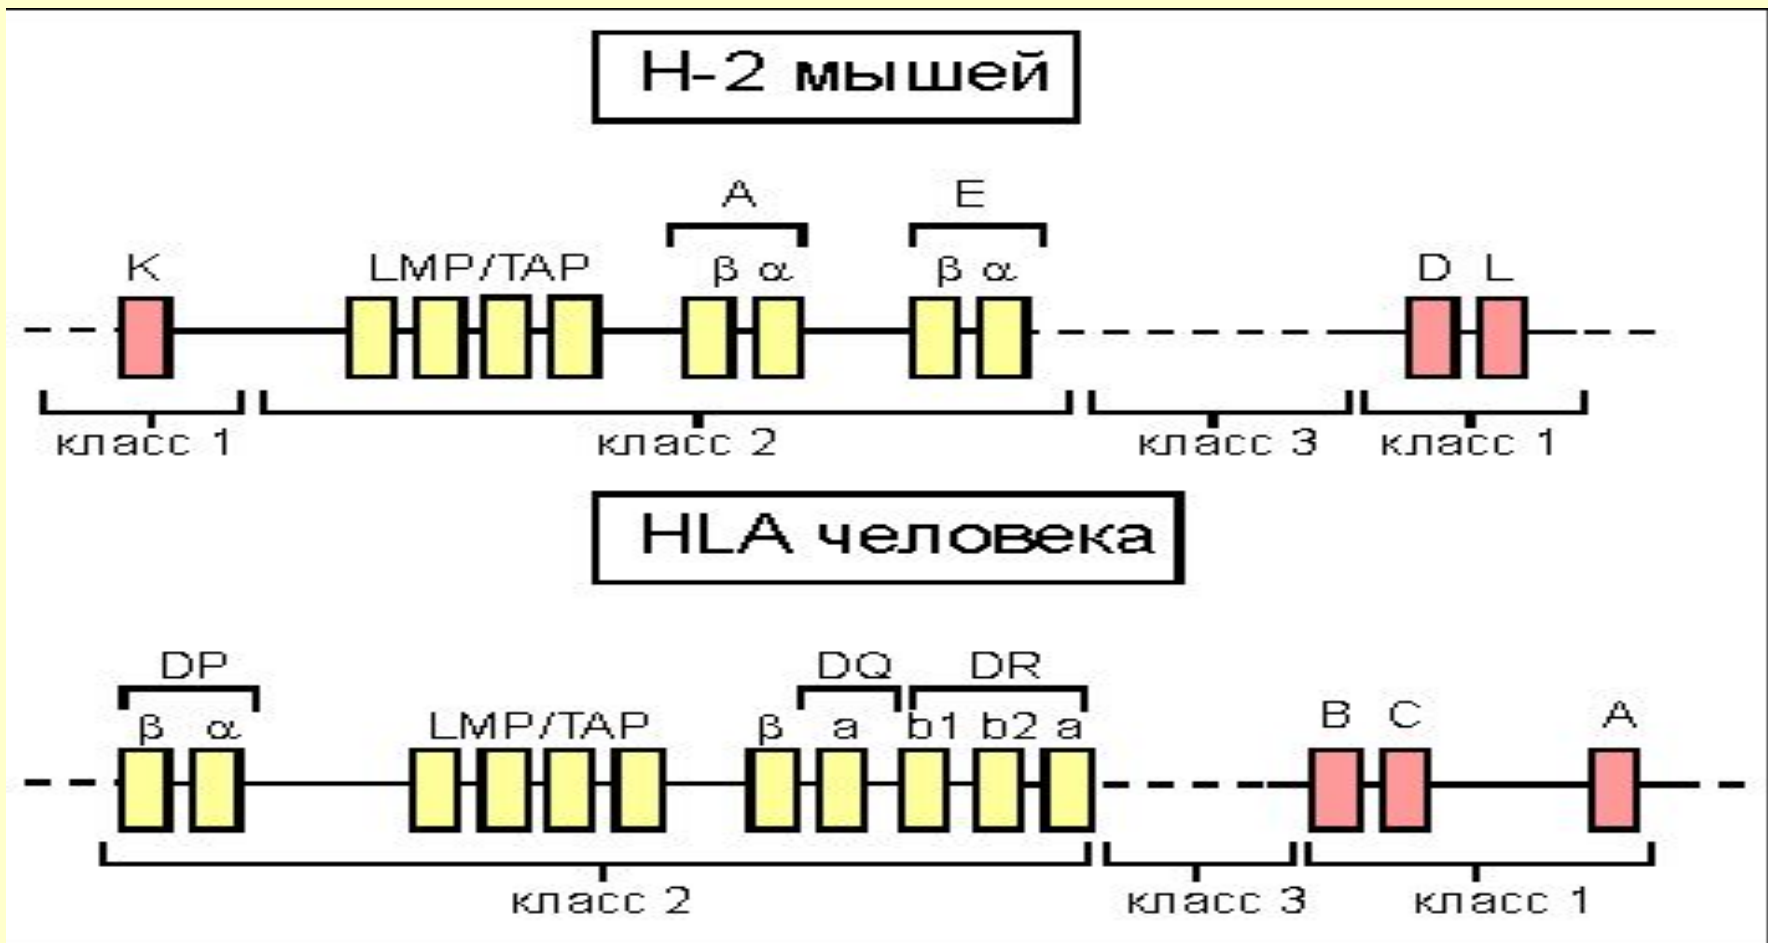 H-2 мышей
A E
K LMP/TAP β α β α D L
класс 1 класс 2 класс 3 класс 1
HLA человека
DP DQ DR
β α LMP/TAP β a b1 b2 a B C A
класс 2 класс 3 класс 1